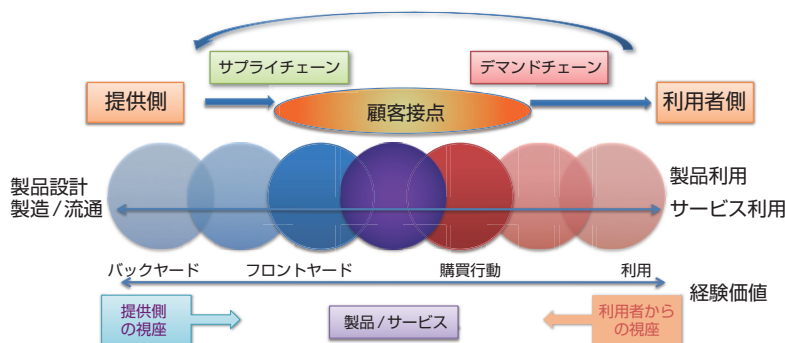 サプライチェーン
デマンドチェーン
提供側
顧客接点
利用者側
製品設計
製造/流通
製品利用
サービス利用
バックヤード
フロントヤード
購買行動
利用
経験価値
提供側
の視座
製品/サービス
利用者から
の視座